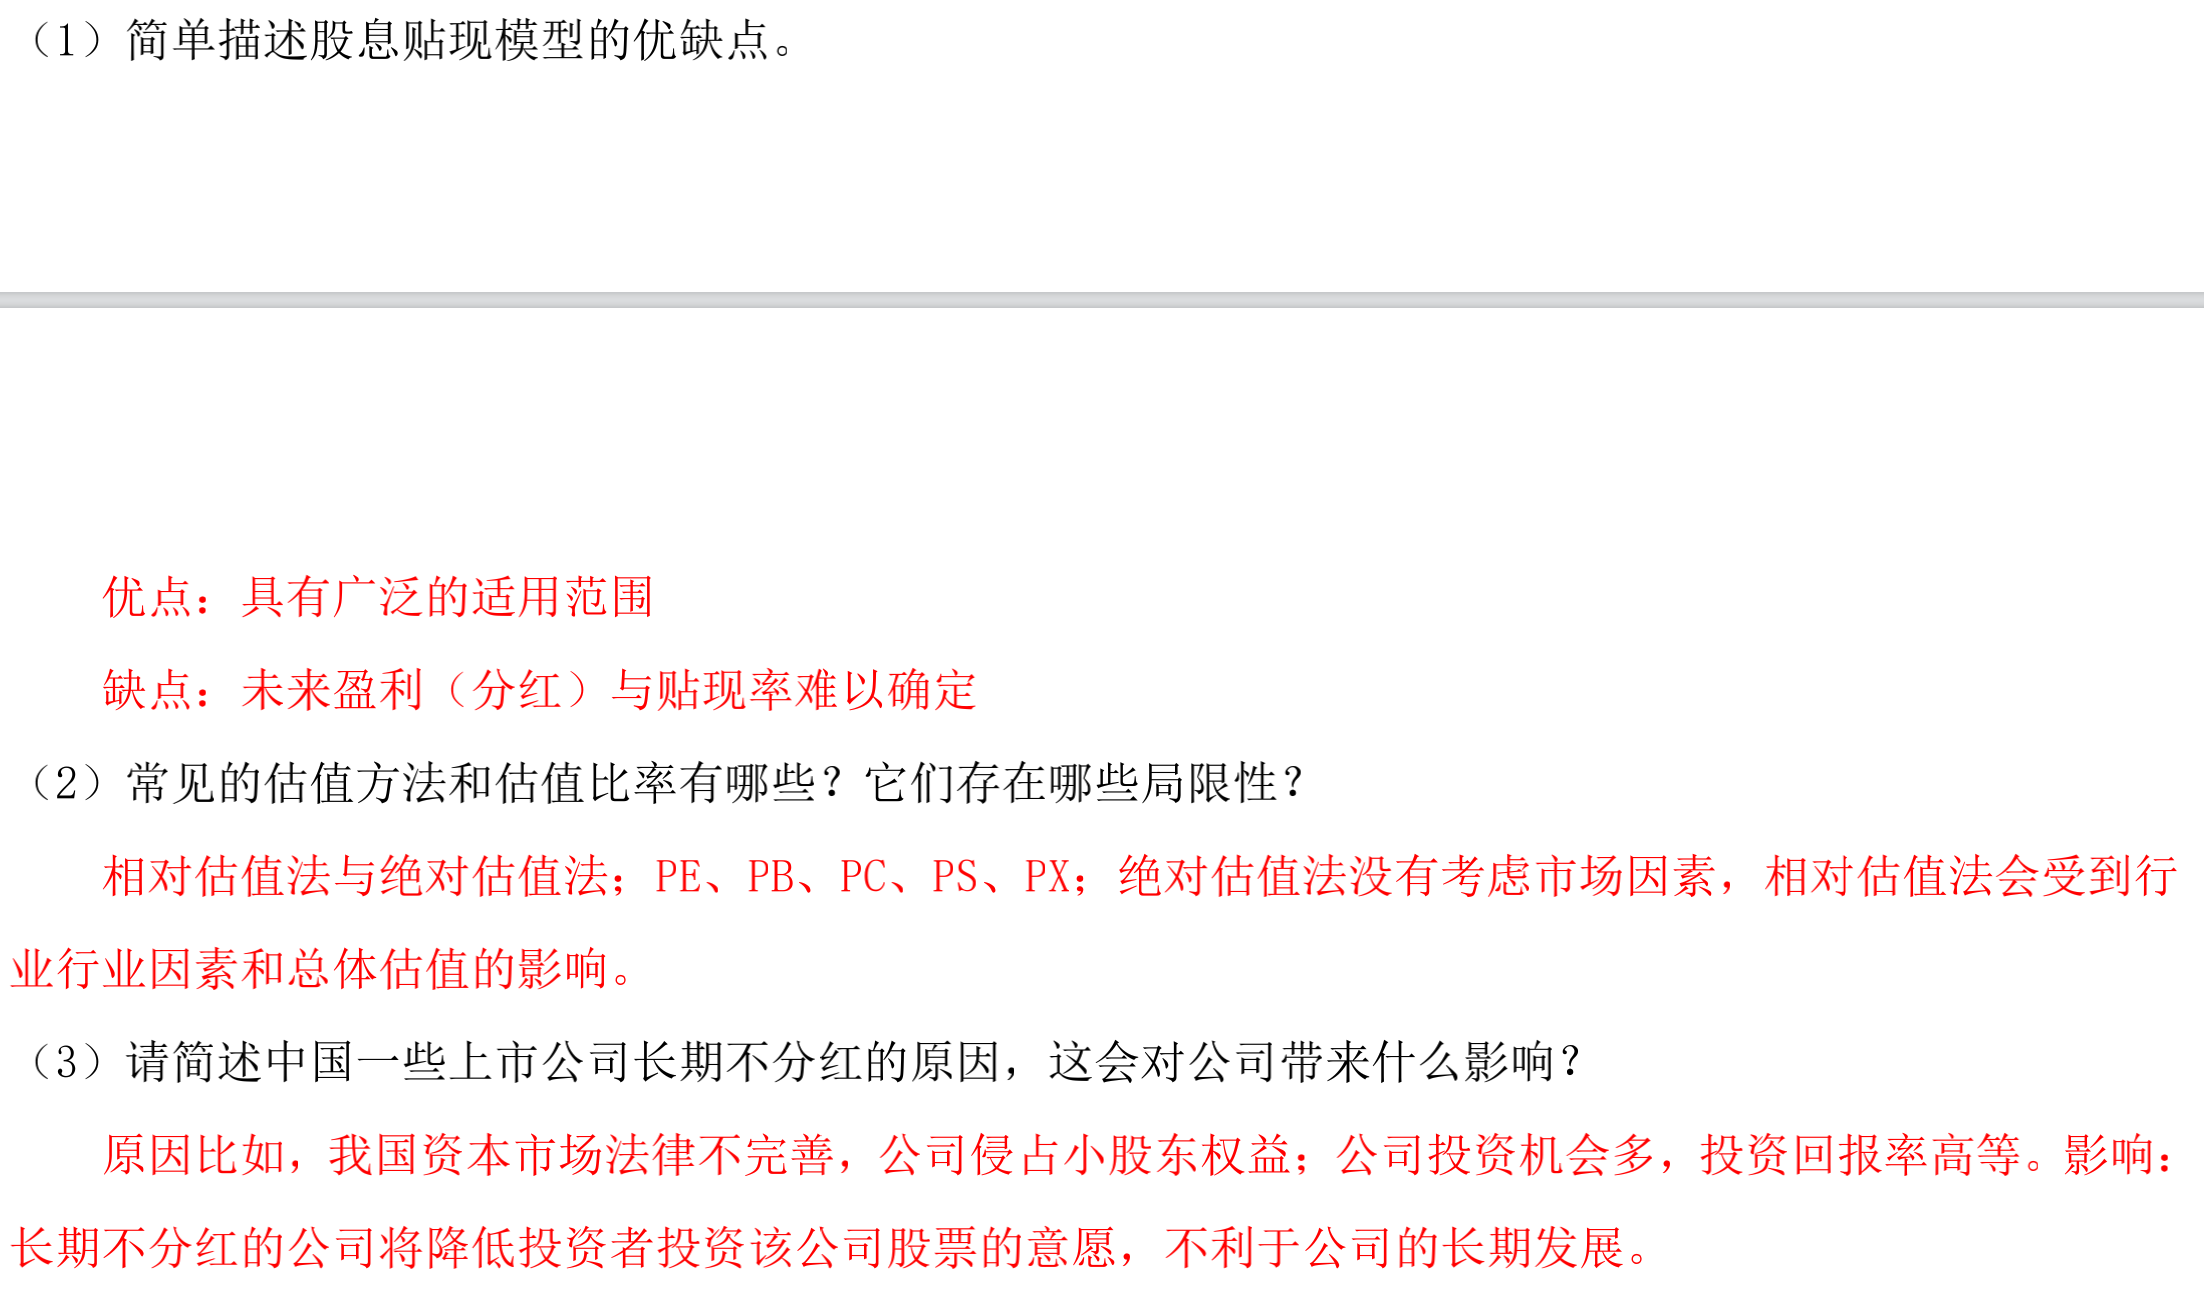 （1）简单描述股息贴现模型的优缺点。
优点：具有广泛的适用范围
缺点：未来盈利（分红）与贴现率难以确定
（2）常见的估值方法和估值比率有哪些？它们存在哪些局限性？
相对估值法与绝对估值法；PE、PB、PC、PS、PX；绝对估值法没有考虑市场因素，相对估值法会受到行
业行业因素和总体估值的影响。
（3）请简述中国一些上市公司长期不分红的原因，这会对公司带来什么影响？
原因比如，我国资本市场法律不完善，公司侵占小股东权益；公司投资机会多，投资回报率高等。影响：
长期不分红的公司将降低投资者投资该公司股票的意愿，不利于公司的长期发展。